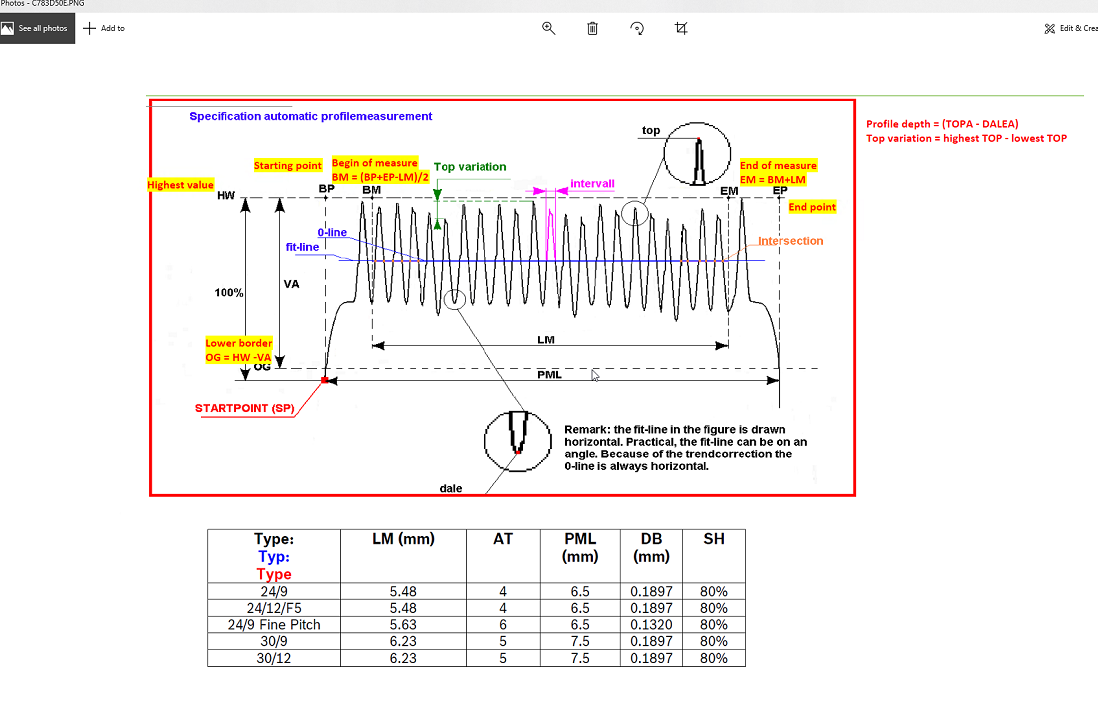 Photos - C783D50E.PNG
See all photos
Add to
Edit & Crea
Specification automatic profilemeasurement
top
Profile depth = (TOPA - DALEA)
Top variation = highest TOP - lowest TOP
Starting point
Begin of measure
BM = (BP+EP-LM)/2
Top variation
End of measure
EM = BM+LM
Highest value
HW
BP
BM
intervall
EM
EP
End point
0-line
fit-line
Intersection
100%
VA
Lower border
OG = HW -VA
OG
LM
PML
STARTPOINT (SP)
Remark: the fit-line in the figure is drawn
horizontal. Practical, the fit-line can be on an
angle. Because of the trendcorrection the
0-line is always horizontal.
dale
Type: LM (mm) AT PML DB SH
Typ: (mm) (mm)
Type
24/9 5.48 4 6.5 0.1897 80%
24/12/F5 5.48 4 6.5 0.1897 80%
24/9 Fine Pitch 5.63 6 6.5 0.1320 80%
30/9 6.23 5 7.5 0.1897 80%
30/12 6.23 5 7.5 0.1897 80%